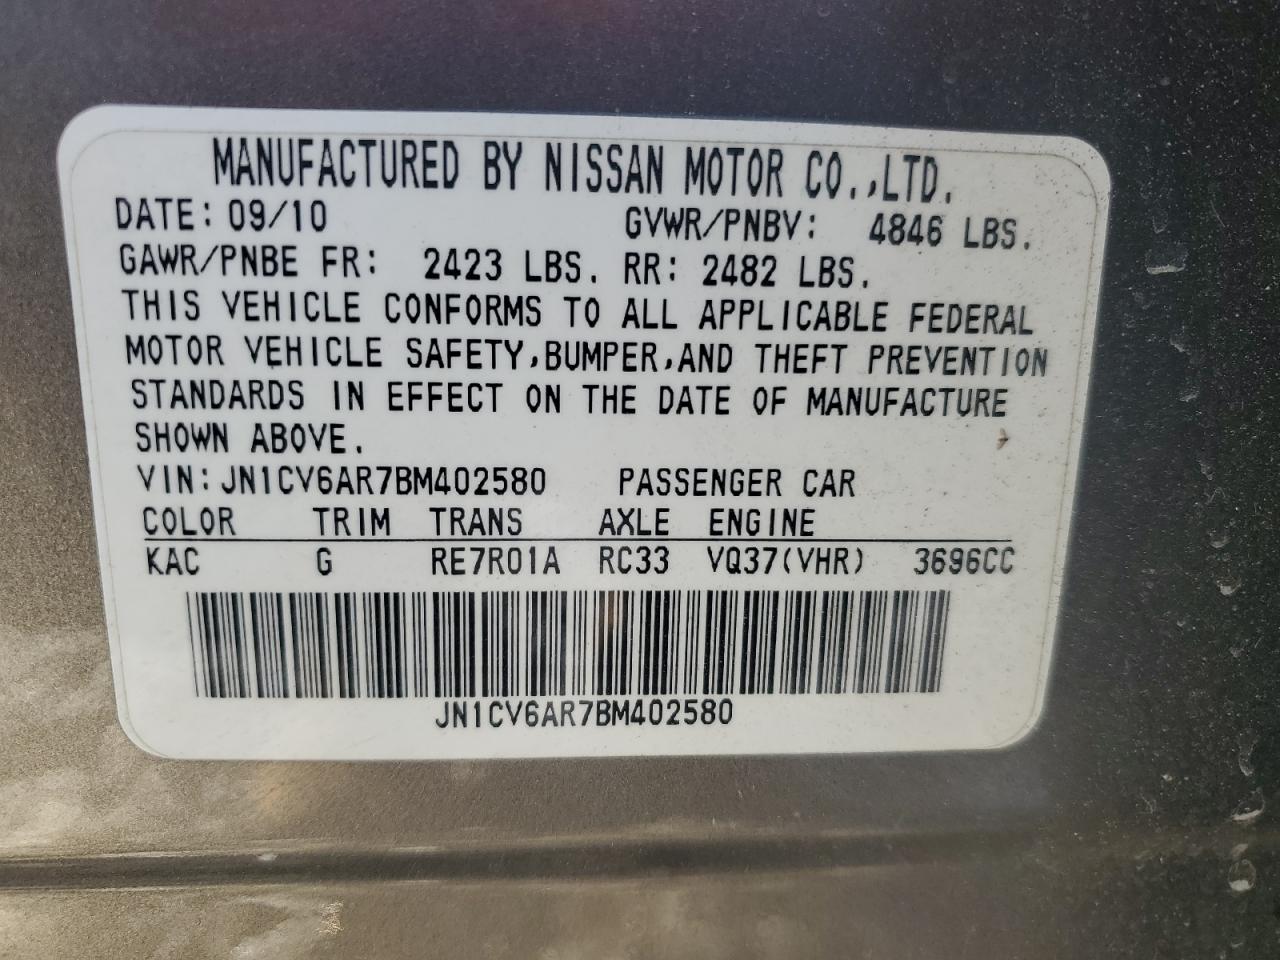 MANUFACTURED BY NISSAN MOTOR CO.,LTD.
DATE: 09/10 GVWR/PNBV: 4846 LBS.
GAWR/PNBE FR: 2423 LBS. RR: 2482 LBS.
THIS VEHICLE CONFORMS TO ALL APPLICABLE FEDERAL
MOTOR VEHICLE SAFETY,BUMPER,AND THEFT PREVENTION
STANDARDS IN EFFECT ON THE DATE OF MANUFACTURE
SHOWN ABOVE.
VIN:JN1CV6AR7BM402580 PASSENGER CAR
COLOR TRIM TRANS AXLE ENGINE
KAC G RE7R01A RC33 VQ37(VHR) 3696CC
JN1CV6AR7BM402580